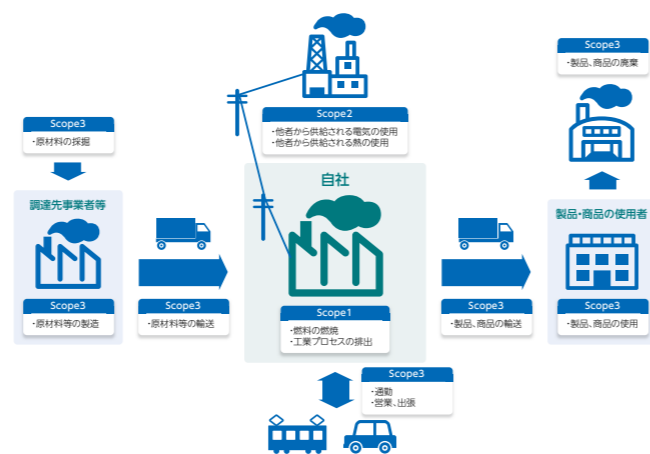 Scope3
・製品、商品の廃棄
Scope2
・他者から供給される電気の使用
・他者から供給される熱の使用
Scope3
・原材料の採掘
調達先事業者等
自社
製品・商品の使用者
Scope3
・原材料等の製造
Scope3
・原材料等の輸送
Scope1
・燃料の燃焼
・工業プロセスの排出
Scope3
・製品、商品の輸送
Scope3
・製品、商品の使用
Scope3
・通勤
・営業、出張